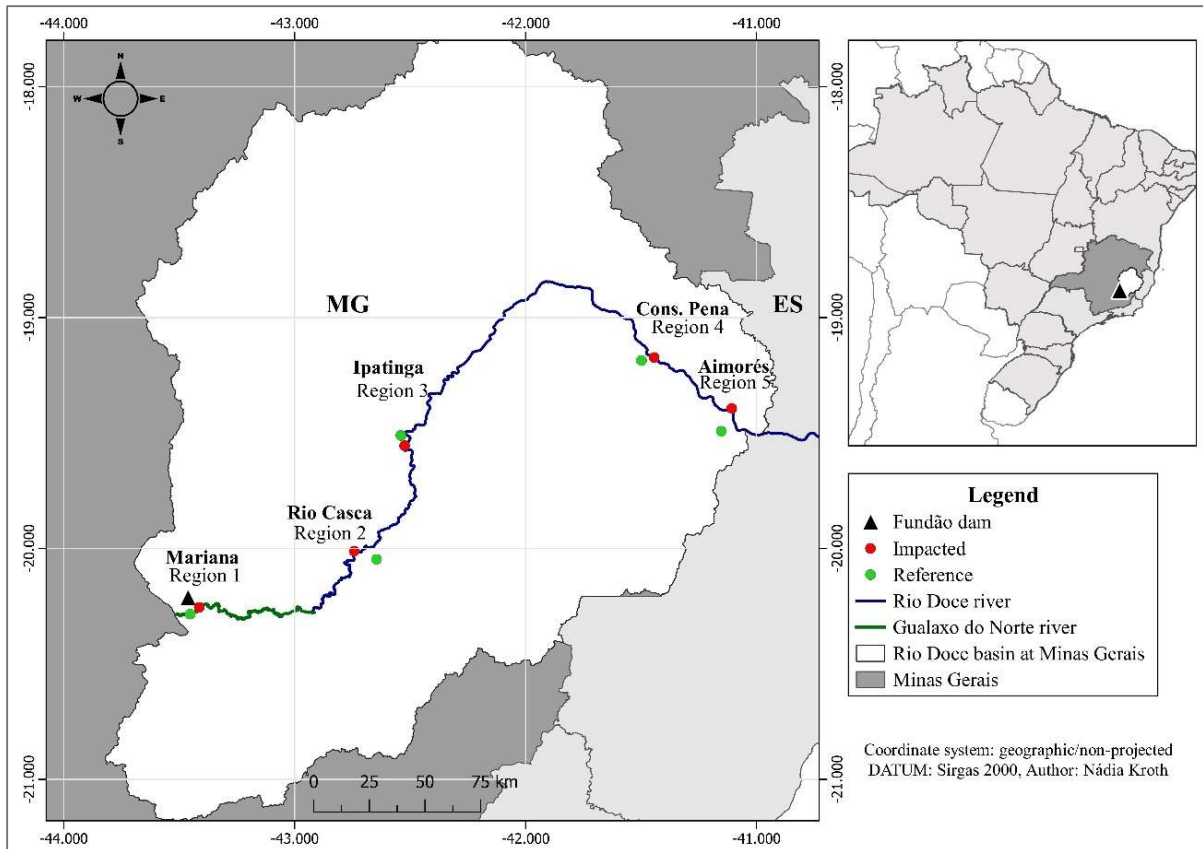 -44.000
-43.000
-42.000
-41.000
N
W
E
S
-18.000
-18.000
MG
ES
-19.000
-19.000
Cons. Pena
Region 4
Ipatinga
Region 3
Aimorés
Region 5
Rio Casca
Region 2
-20.000
-20.000
Mariana
Region 1
-21.000
-21.000
0 25 50 75 km
-44.000
-43.000
-42.000
-41.000
Legend
Fundão dam
Impacted
Reference
Rio Doce river
Gualaxo do Norte river
Rio Doce basin at Minas Gerais
Minas Gerais
Coordinate system: geographic/non-projected
DATUM: Sirgas 2000, Author: Nádia Kroth